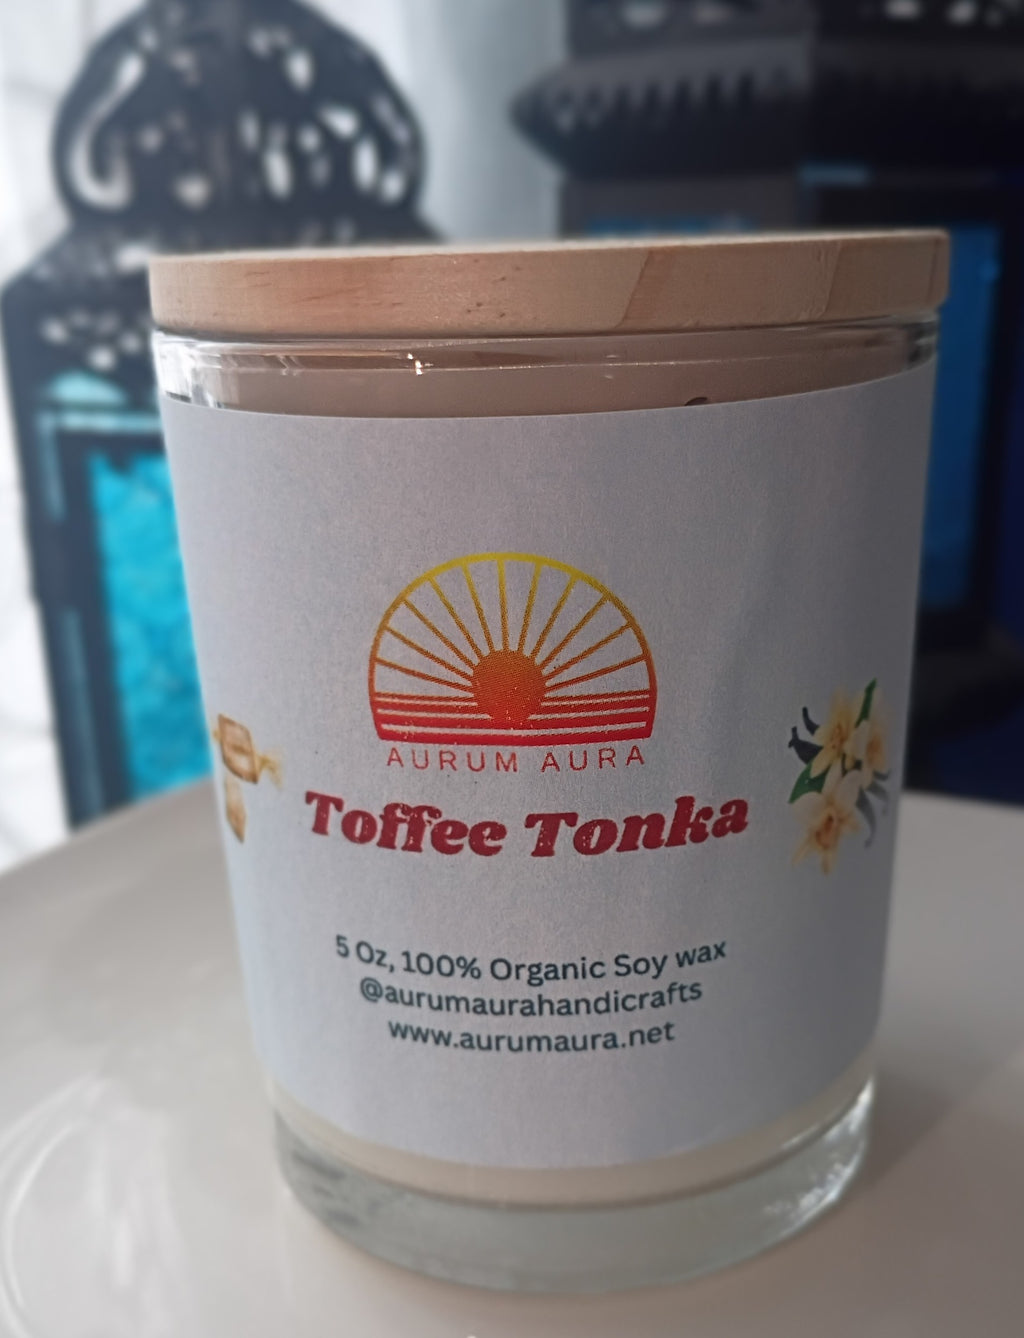 AURUM AURA
Toffee Tonka
5 Oz, 100% Organic Soy wax
@aurumaurahandicrafts
www.aurumaura.net